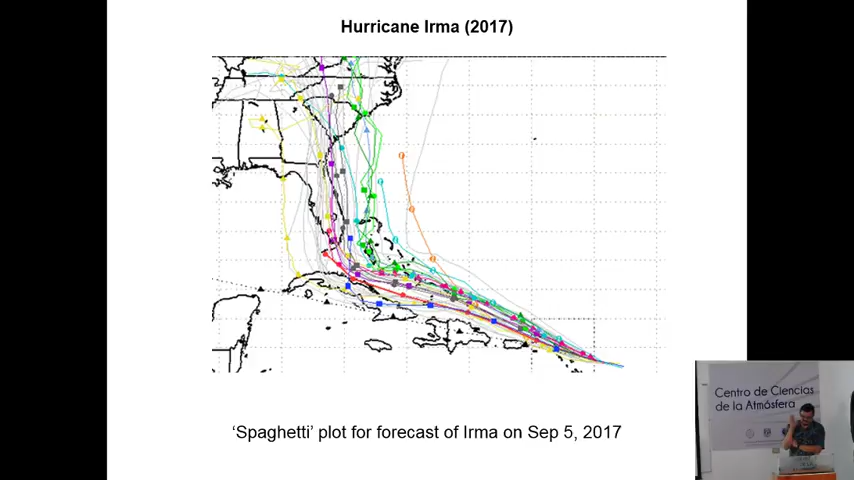 Hurricane Irma (2017)
'Spaghetti' plot for forecast of Irma on Sep 5, 2017
Centro de Ciencias
de la Atmósfera